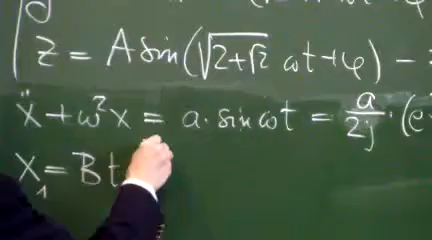 z = A sin(√(2+√2) ωt + φ) −
ẍ + ω²x = a · sin ωt = a/2j · (e
x₁ = Bt